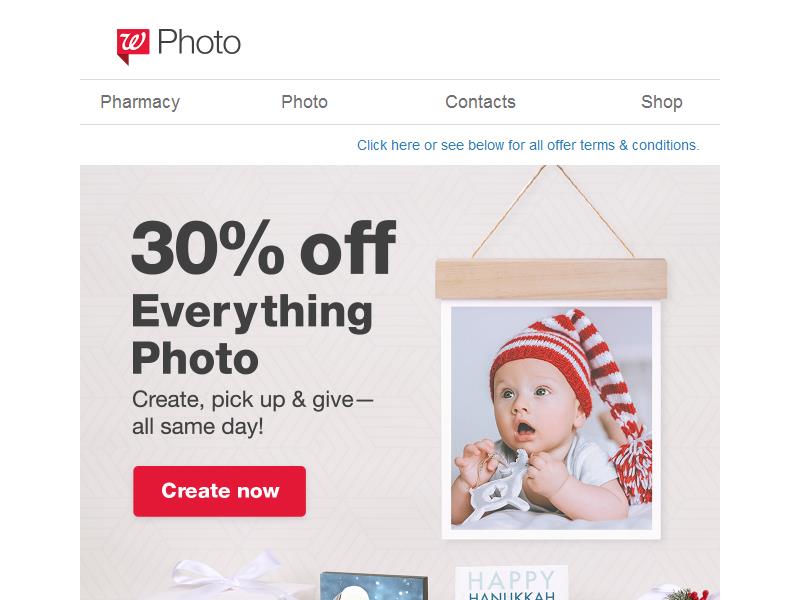 W Photo
Pharmacy Photo Contacts Shop
Click here or see below for all offer terms & conditions.
30% off
Everything
Photo
Create, pick up & give—
all same day!
Create now
HAPPY
HANUKKAH